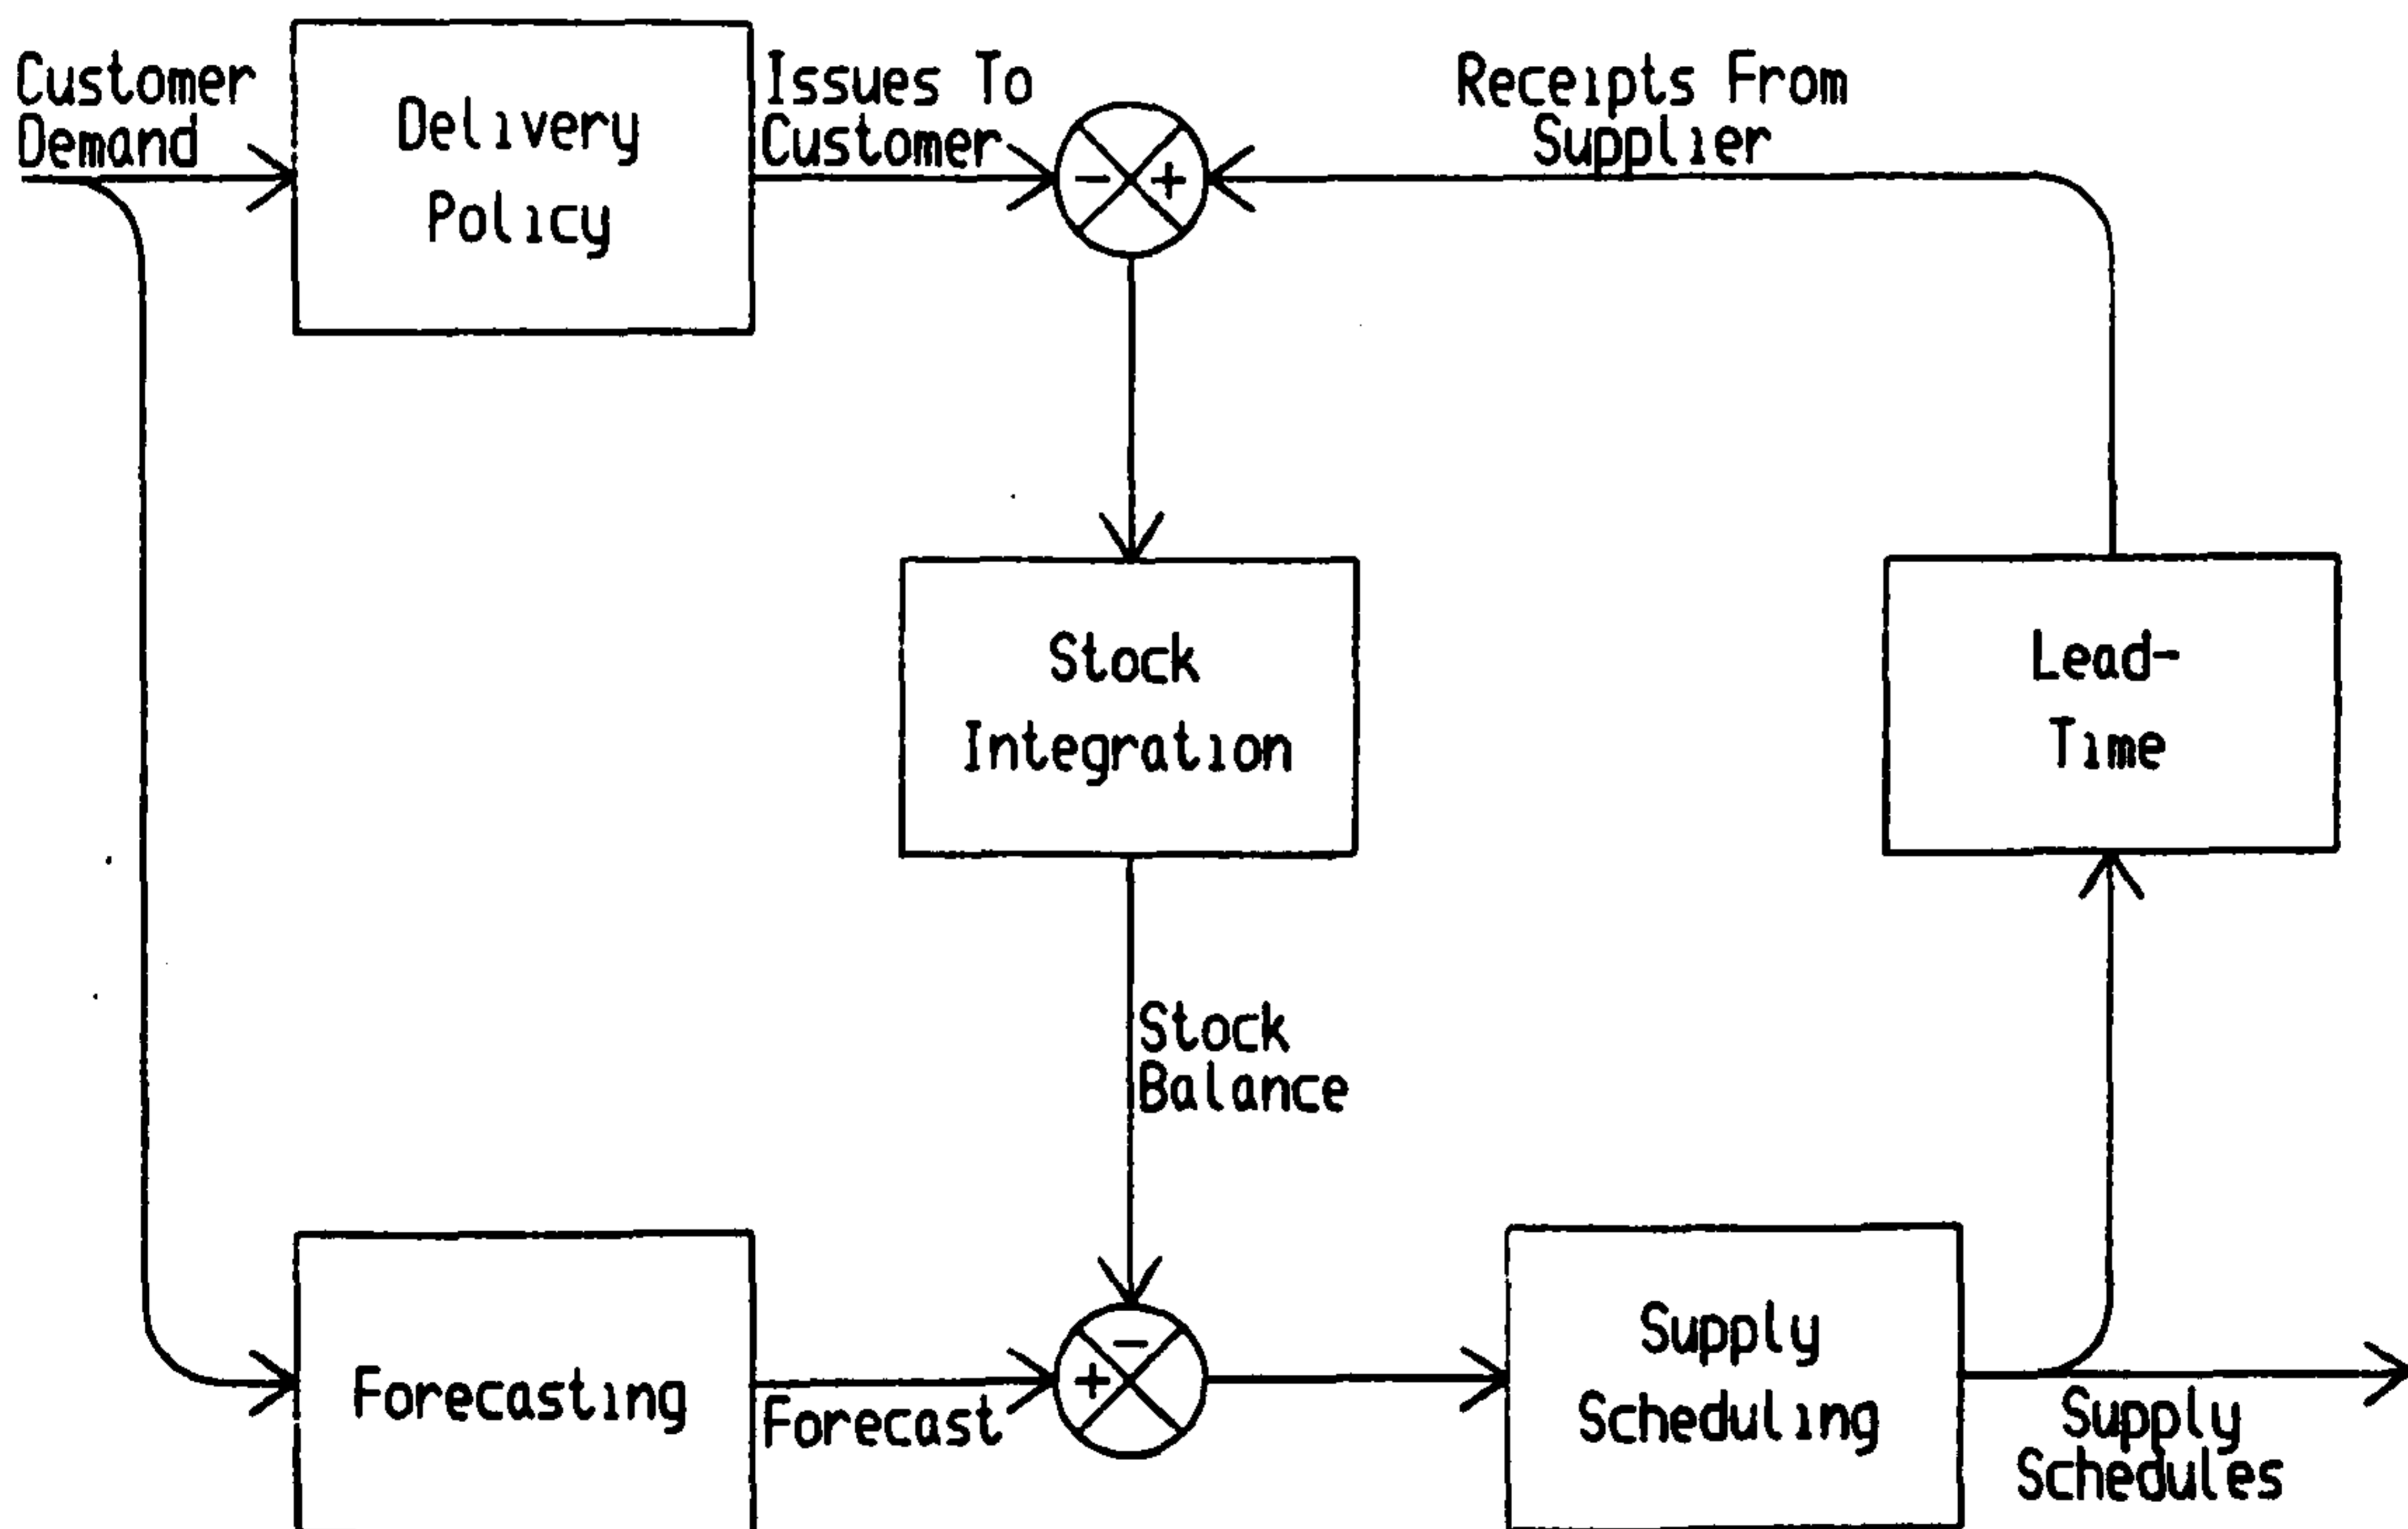 Customer
Demand
Delivery
Policy
Issues To
Customer
- +
Receipts From
Supplier
Stock
Integration
Lead-
Time
Stock
Balance
Forecasting
Forecast
-
+
Supply
Scheduling
Supply
Schedules